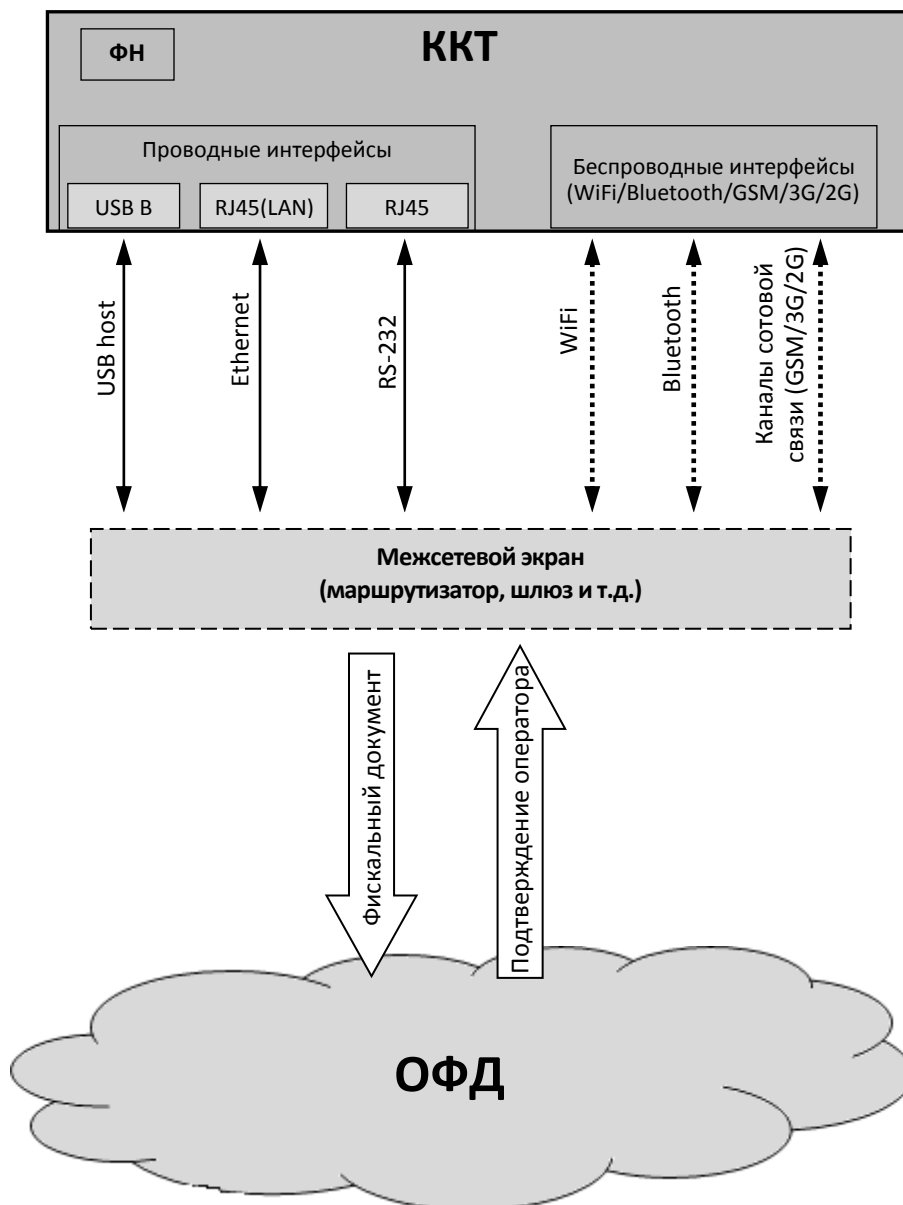 ФН
ККТ
Проводные интерфейсы
USB B
RJ45(LAN)
RJ45
Беспроводные интерфейсы
(WiFi/Bluetooth/GSM/3G/2G)
USB host
Ethernet
RS-232
WiFi
Bluetooth
Каналы сотовой
связи (GSM/3G/2G)
Межсетевой экран
(маршрутизатор, шлюз и т.д.)
Фискальный документ
Подтверждение оператора
ОФД